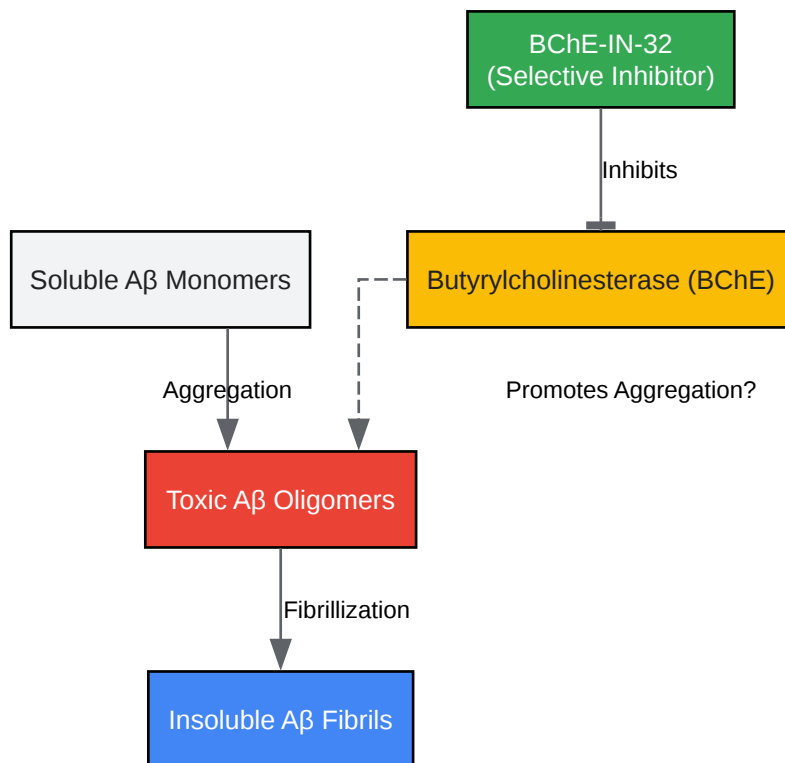 BChE-IN-32
(Selective Inhibitor)
Inhibits
Soluble Aβ Monomers
Butyrylcholinesterase (BChE)
Aggregation
Promotes Aggregation?
Toxic Aβ Oligomers
Fibrillization
Insoluble Aβ Fibrils